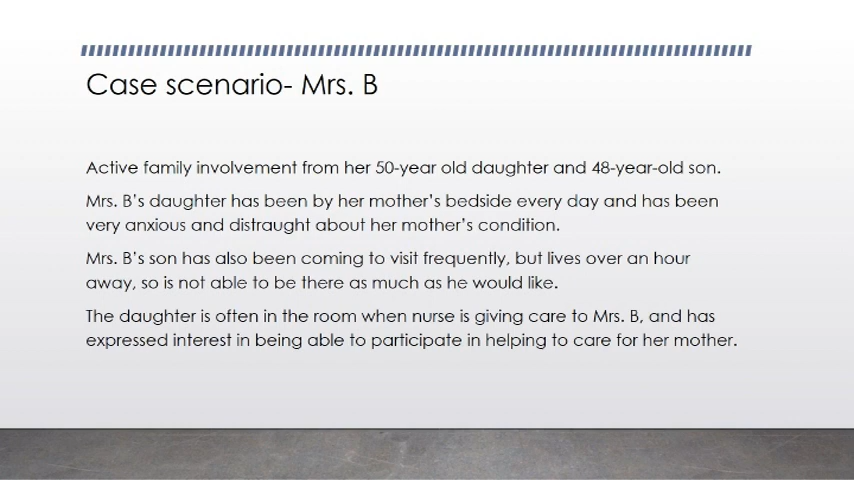 Case scenario- Mrs. B
Active family involvement from her 50-year old daughter and 48-year-old son.
Mrs. B’s daughter has been by her mother’s bedside every day and has been
very anxious and distraught about her mother’s condition.
Mrs. B’s son has also been coming to visit frequently, but lives over an hour
away, so is not able to be there as much as he would like.
The daughter is often in the room when nurse is giving care to Mrs. B, and has
expressed interest in being able to participate in helping to care for her mother.